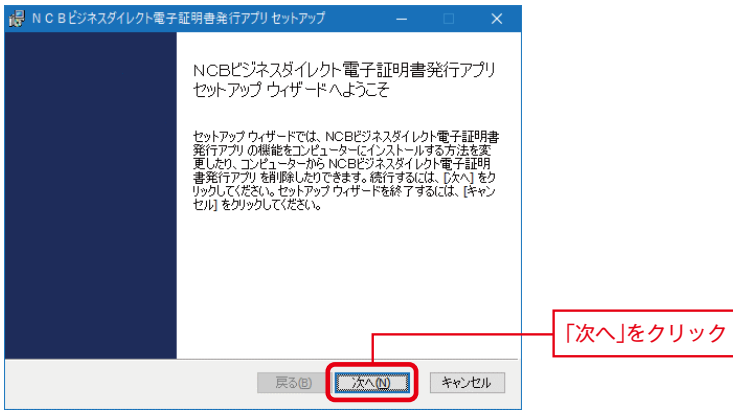 ＮＣＢビジネスダイレクト電子証明書発行アプリ セットアップ
NCBビジネスダイレクト電子証明書発行アプリ
セットアップ ウィザードへようこそ
セットアップ ウィザードでは、NCBビジネスダイレクト電子証明書
発行アプリ の機能をコンピューターにインストールする方法を変
更したり、コンピューターから NCBビジネスダイレクト電子証明
書発行アプリ を削除したりできます。続行するには、[次へ] をク
リックしてください。セットアップ ウィザードを終了するには、[キャン
セル] をクリックしてください。
「次へ」をクリック
戻る(B) 次へ(N) キャンセル